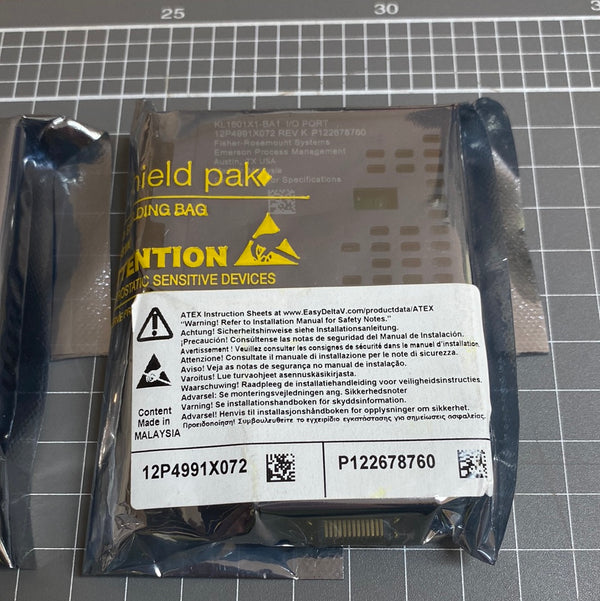 25
30
KL1601X1-BA1 I/O PORT
12P4991X072 REV K P122678760
Fisher-Rosemount Systems
Emerson Process Management
Austin, TX USA
Specifications
hield pak
LDING BAG
TENTION
OSTATIC SENSITIVE DEVICES
ATEX Instruction Sheets at www.EasyDeltaV.com/productdata/ATEX
"Warning! Refer to Installation Manual for Safety Notes."
Achtung! Sicherheitshinweise siehe Installationsanleitung.
¡Precaución! Consúltense las notas de seguridad del Manual de Instalación.
Avertissement ! Veuillez consulter les consignes de sécurité dans le manuel d'installation.
Attenzione! Consultate il manuale di installazione per le note di sicurezza.
Aviso! Veja as notas de segurança no manual de instalação.
Varoitus! Lue turvaohjeet asennuskäsikirjasta.
Waarschuwing! Raadpleeg de installatiehandleiding voor veiligheidsinstructies.
Advarsel: Se monteringsvejledningen ang. Sikkerhedsnoter
Varning! Se installationshandboken for skyddsinformation.
Advarsel! Henvis til installasjonshåndboken for opplysninger om sikkerhet.
Προειδοποίηση! Συμβουλευθείτε το εγχειρίδιο εγκατάστασης για σημειώσεις ασφαλείας.
Content
Made in
MALAYSIA
12P4991X072
P122678760